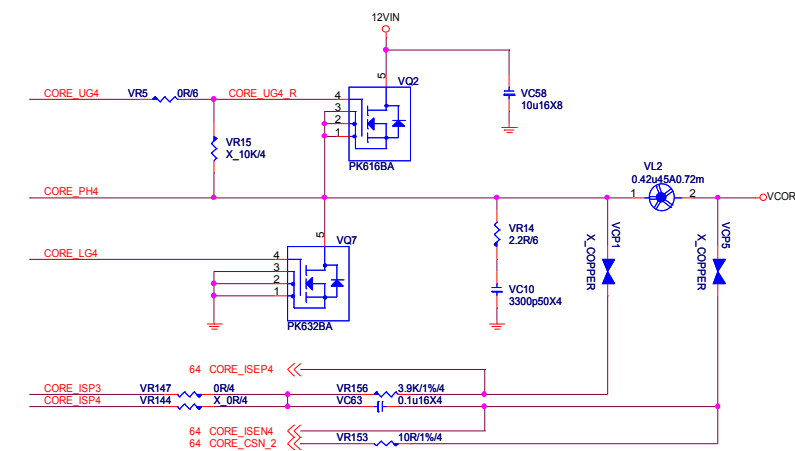 12VIN
CORE_UG4 VR5 0R/6 CORE_UG4_R 4 5 VQ2
3
2
1
VC58
10u16X8
VR15
X_10K/4
PK616BA
VL2
0.42u45A0.72m
CORE_PH4 1 2 VCOR
VR14
2.2R/6
VCP1
X_COPPER
VCP5
X_COPPER
5 VQ7
CORE_LG4 4
3
2
1
VC10
3300p50X4
PK632BA
64 CORE_ISEP4
CORE_ISP3 VR147 0R/4 VR156 3.9K/1%/4
CORE_ISP4 VR144 X_0R/4 VC63 0.1u16X4
64 CORE_ISEN4
64 CORE_CSN_2 VR153 10R/1%/4